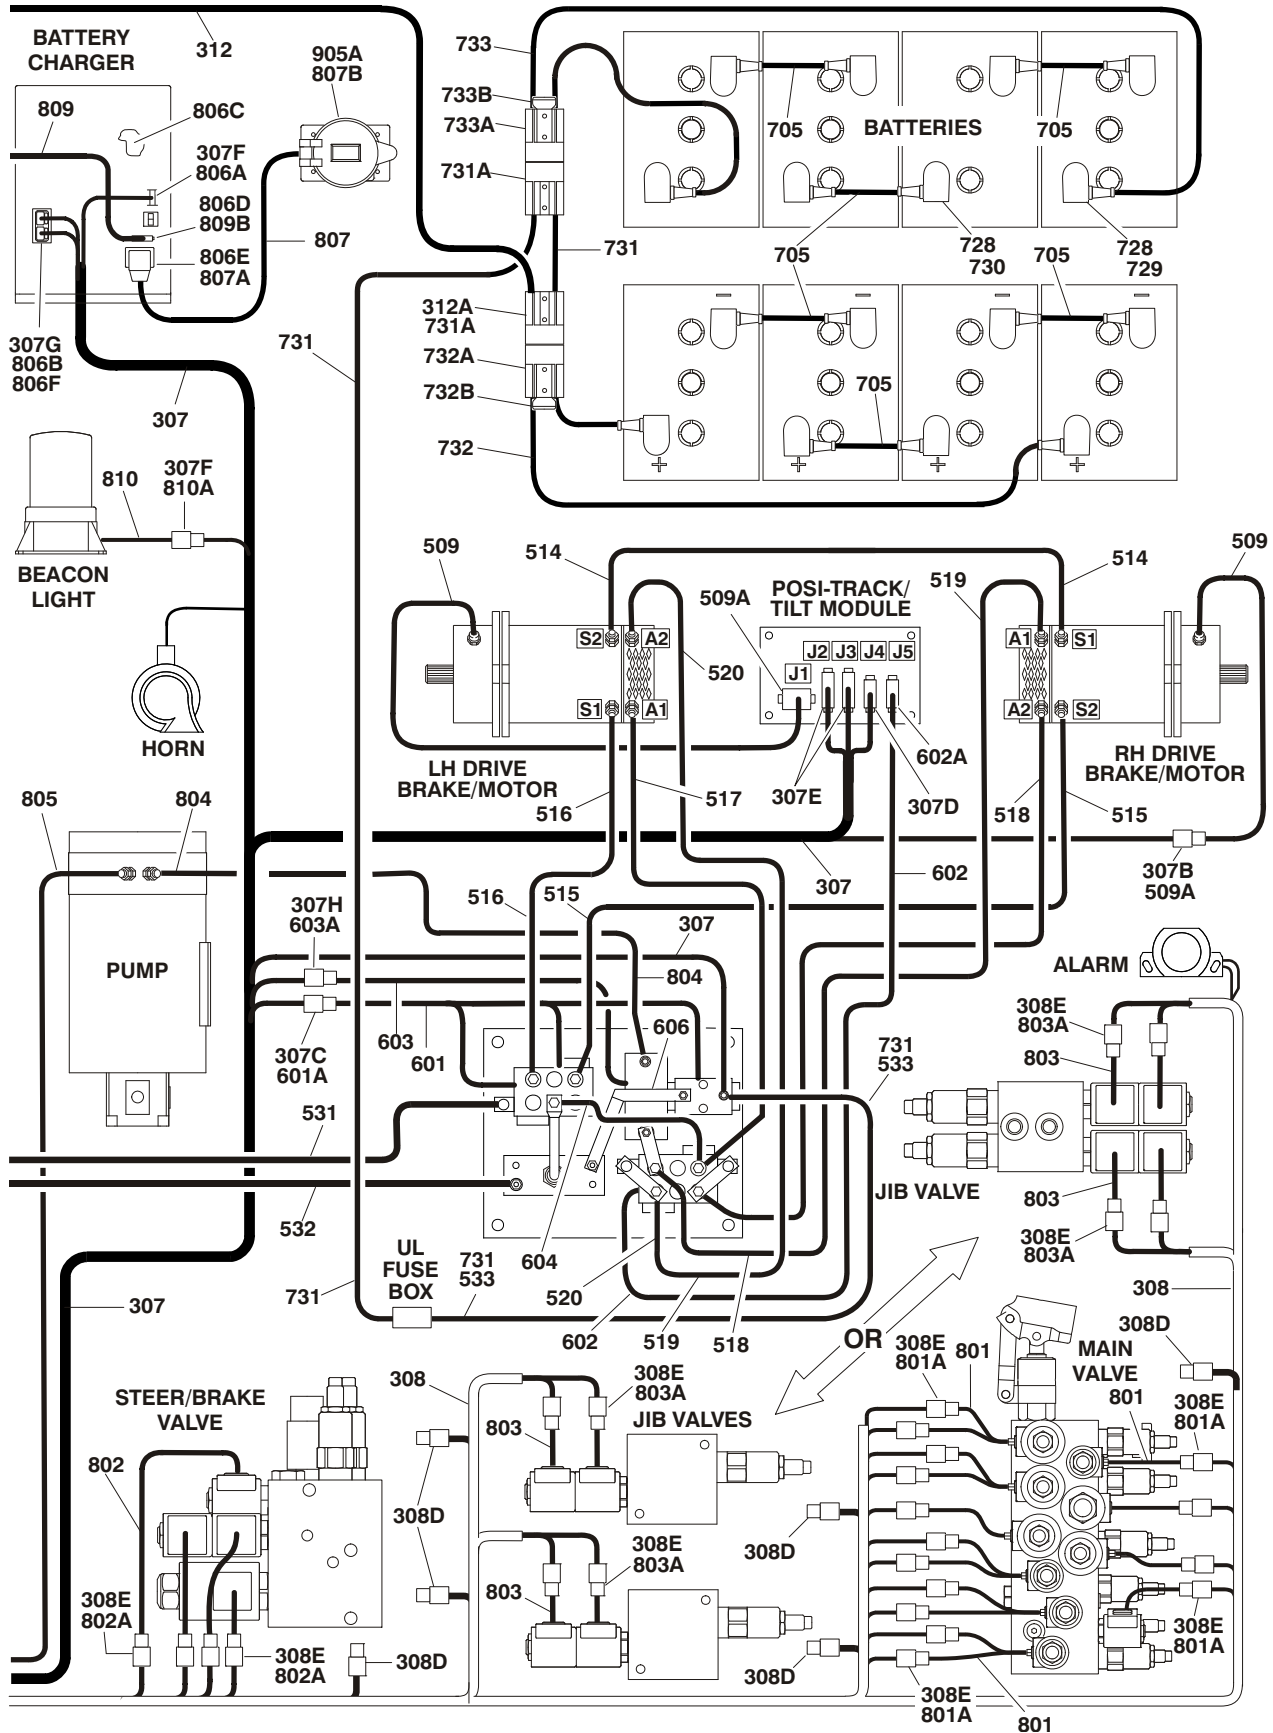 312
BATTERY
CHARGER
905A
807B
733
733B
733A
731A
705
BATTERIES
705
809
806C
307F
806A
806D
809B
806E
807A
807
731
705
728
730
705
728
729
307G
806B
806F
307
731
312A
731A
732A
732B
732
−
−
−
−
705
+
+
+
+
810
307F
810A
BEACON
LIGHT
HORN
509
514
509A
POSI-TRACK/
TILT MODULE
519
514
509
S2
A2
S1
A1
520
J1
J2
J3
J4
J5
A1
S1
A2
S2
LH DRIVE
BRAKE/MOTOR
516
517
307E
602A
307D
518
RH DRIVE
BRAKE/MOTOR
515
805
804
307
602
307B
509A
PUMP
307H
603A
516
515
307
804
606
603
601
307C
601A
731
533
ALARM
308E
803A
803
531
532
JIB VALVE
803
308E
803A
604
UL
FUSE
BOX
731
533
520
602
519
518
731
307
308
308D
OR
308E
801A
801
MAIN
VALVE
801
308E
801A
STEER/BRAKE
VALVE
308
308E
803A
JIB VALVES
803
802
308D
308D
308E
803A
803
308E
802A
308E
802A
308D
308D
308E
801A
308E
801A
801